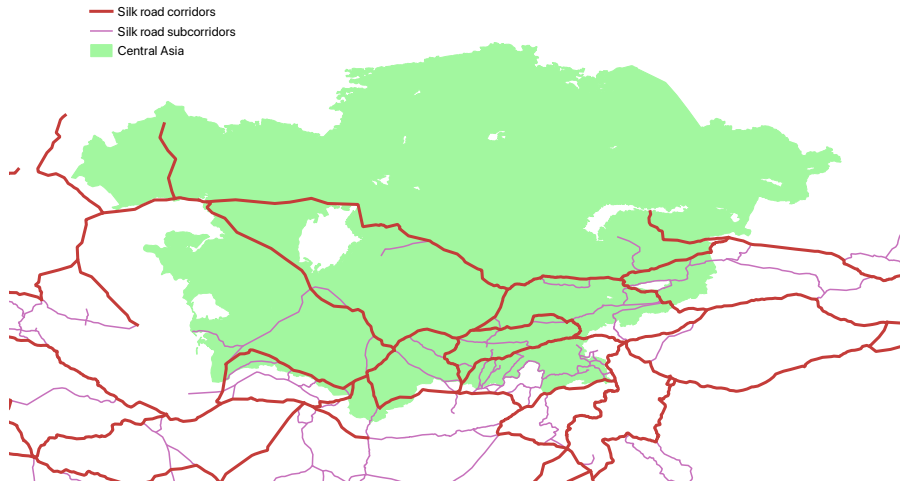 Silk road corridors
Silk road subcorridors
Central Asia